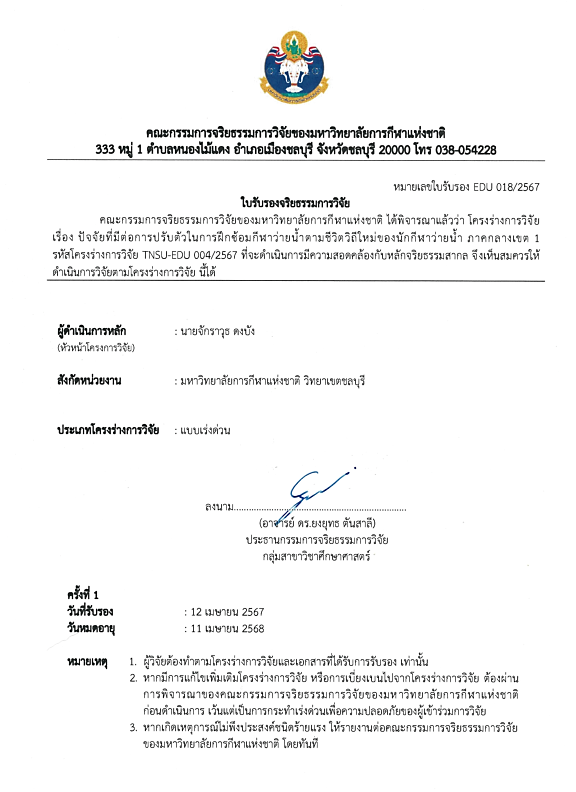 คณะกรรมการจริยธรรมการวิจัยของมหาวิทยาลัยการกีฬาแห่งชาติ
333 หมู่ 1 ตำบลหนองไม้แดง อำเภอเมืองชลบุรี จังหวัดชลบุรี 20000 โทร 038-054228
หมายเลขใบรับรอง EDU 018/2567
ใบรับรองจริยธรรมการวิจัย
คณะกรรมการจริยธรรมการวิจัยของมหาวิทยาลัยการกีฬาแห่งชาติ ได้พิจารณาแล้วว่า โครงร่างการวิจัย
เรื่อง ปัจจัยที่มีต่อการปรับตัวในการฝึกซ้อมกีฬาว่ายน้ำตามชีวิตวิถีใหม่ของนักกีฬาว่ายน้ำ ภาคกลางเขต 1
รหัสโครงร่างการวิจัย TNSU-EDU 004/2567 ที่จะดำเนินการมีความสอดคล้องกับหลักจริยธรรมสากล จึงเห็นสมควรให้
ดำเนินการวิจัยตามโครงร่างการวิจัย นี้ได้
ผู้ดำเนินการหลัก : นายจักราวุธ ดงบัง
(หัวหน้าโครงการวิจัย)
สังกัดหน่วยงาน : มหาวิทยาลัยการกีฬาแห่งชาติ วิทยาเขตชลบุรี
ประเภทโครงร่างการวิจัย : แบบเร่งด่วน
ลงนาม..........................................................
(อาจารย์ ดร.ยงยุทธ ตันสาลี)
ประธานกรรมการจริยธรรมการวิจัย
กลุ่มสาขาวิชาศึกษาศาสตร์
ครั้งที่ 1
วันที่รับรอง : 12 เมษายน 2567
วันหมดอายุ : 11 เมษายน 2568
หมายเหตุ 1. ผู้วิจัยต้องทำตามโครงร่างการวิจัยและเอกสารที่ได้รับการรับรอง เท่านั้น
2. หากมีการแก้ไขเพิ่มเติมโครงร่างการวิจัย หรือการเบี่ยงเบนไปจากโครงร่างการวิจัย ต้องผ่าน
การพิจารณาของคณะกรรมการจริยธรรมการวิจัยของมหาวิทยาลัยการกีฬาแห่งชาติ
ก่อนดำเนินการ เว้นแต่เป็นการกระทำเร่งด่วนเพื่อความปลอดภัยของผู้เข้าร่วมการวิจัย
3. หากเกิดเหตุการณ์ไม่พึงประสงค์ชนิดร้ายแรง ให้รายงานต่อคณะกรรมการจริยธรรมการวิจัย
ของมหาวิทยาลัยการกีฬาแห่งชาติ โดยทันที